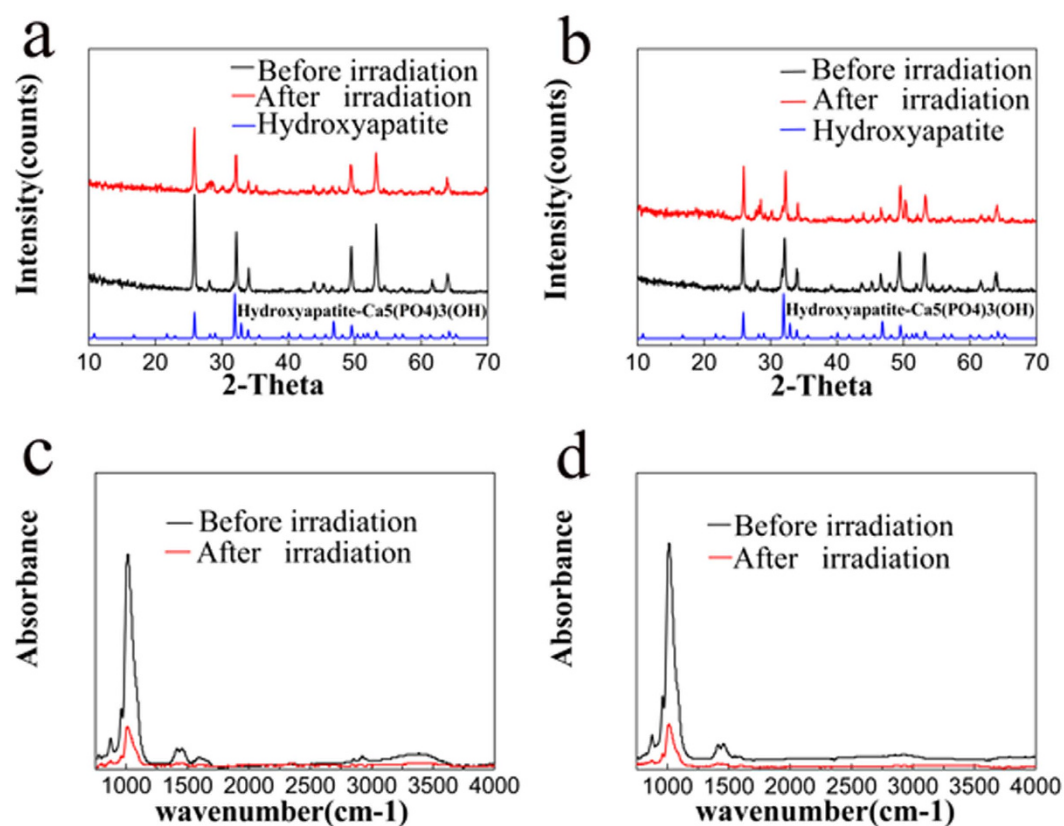 a
Before irradiation
After irradiation
Hydroxyapatite
Intensity(counts)
Hydroxyapatite-Ca5(PO4)3(OH)
10 20 30 40 50 60 70
2-Theta
b
Before irradiation
After irradiation
Hydroxyapatite
Intensity(counts)
Hydroxyapatite-Ca5(PO4)3(OH)
10 20 30 40 50 60 70
2-Theta
c
Before irradiation
After irradiation
Absorbance
1000 1500 2000 2500 3000 3500 4000
wavenumber(cm-1)
d
Before irradiation
After irradiation
Absorbance
1000 1500 2000 2500 3000 3500 4000
wavenumber(cm-1)